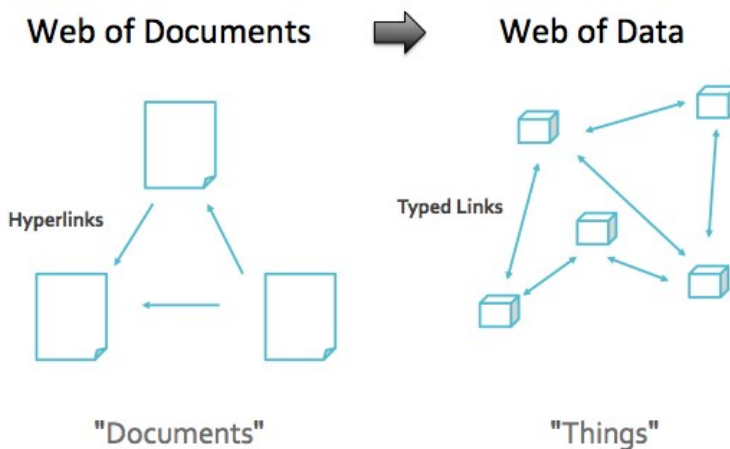 Web of Documents
Web of Data
Hyperlinks
Typed Links
"Documents"
"Things"